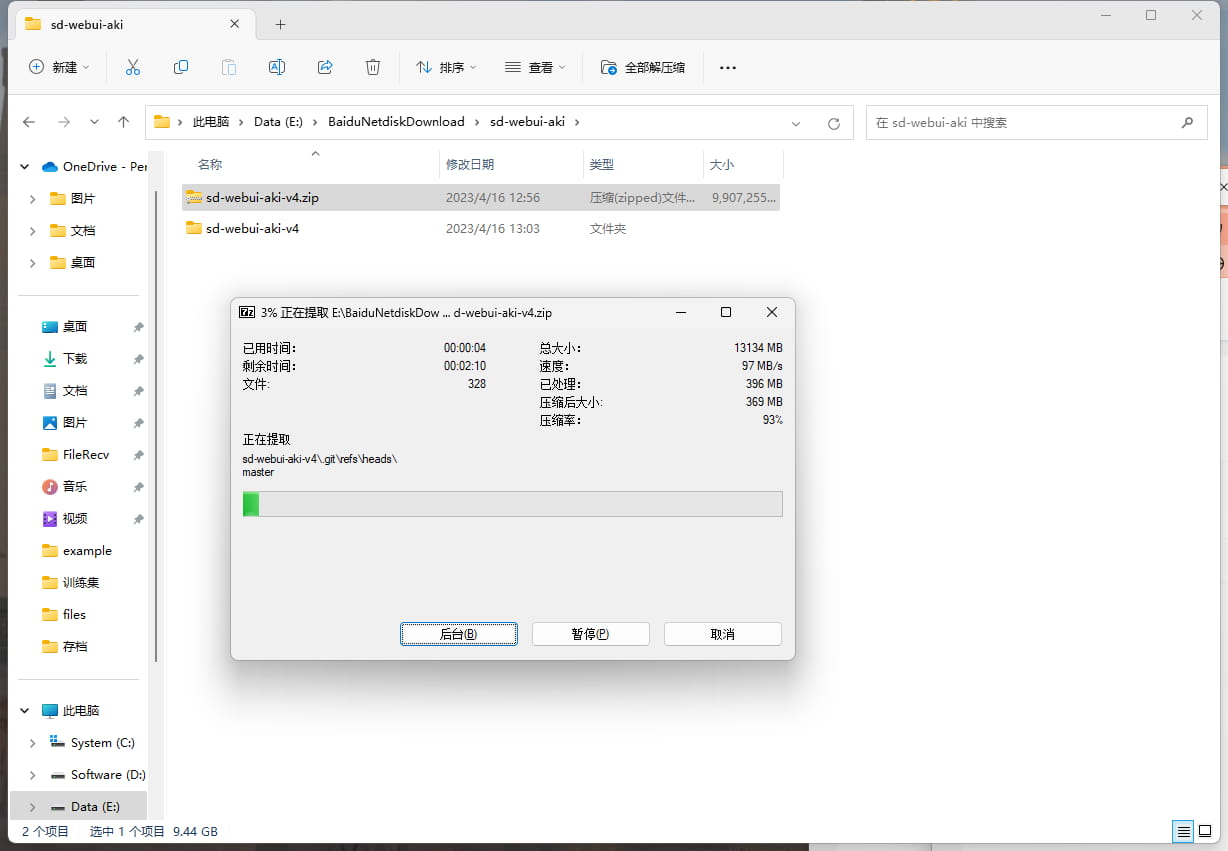 sd-webui-aki
新建
排序
查看
全部解压缩
此电脑 Data (E:) BaiduNetdiskDownload sd-webui-aki
在 sd-webui-aki 中搜索
OneDrive - Per
图片
文档
桌面
桌面
下载
文档
图片
FileRecv
音乐
视频
example
训练集
files
存档
此电脑
System (C:)
Software (D:)
Data (E:)
名称 修改日期 类型 大小
sd-webui-aki-v4.zip 2023/4/16 12:56 压缩(zipped)文件... 9,907,255...
sd-webui-aki-v4 2023/4/16 13:03 文件夹
3% 正在提取 E:\BaiduNetdiskDow ... d-webui-aki-v4.zip
已用时间: 00:00:04 总大小: 13134 MB
剩余时间: 00:02:10 速度: 97 MB/s
文件: 328 已处理: 396 MB
压缩后大小: 369 MB
压缩率: 93%
正在提取
sd-webui-aki-v4\.git\refs\heads\
master
后台(B) 暂停(P) 取消
2 个项目 选中 1 个项目 9.44 GB